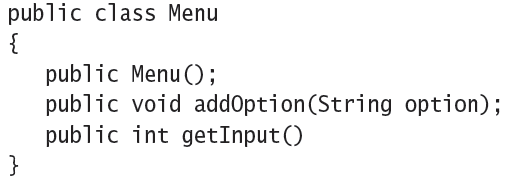 public class Menu
{
   public Menu();
   public void addOption(String option);
   public int getInput()
}